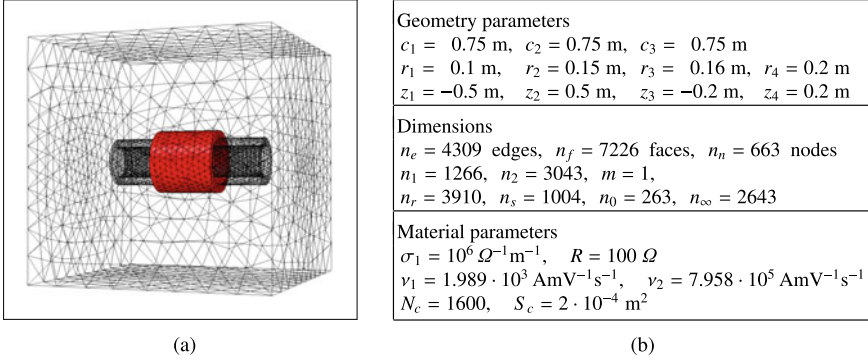 Geometry parameters
c₁ = 0.75 m, c₂ = 0.75 m, c₃ = 0.75 m
r₁ = 0.1 m, r₂ = 0.15 m, r₃ = 0.16 m, r₄ = 0.2 m
z₁ = −0.5 m, z₂ = 0.5 m, z₃ = −0.2 m, z₄ = 0.2 m
Dimensions
nₑ = 4309 edges, n_f = 7226 faces, nₙ = 663 nodes
n₁ = 1266, n₂ = 3043, m = 1,
nᵣ = 3910, nₛ = 1004, n₀ = 263, n_∞ = 2643
Material parameters
σ₁ = 10⁶ Ω⁻¹m⁻¹, R = 100 Ω
ν₁ = 1.989 · 10³ AmV⁻¹s⁻¹, ν₂ = 7.958 · 10⁵ AmV⁻¹s⁻¹
N_c = 1600, S_c = 2 · 10⁻⁴ m²
(a)
(b)